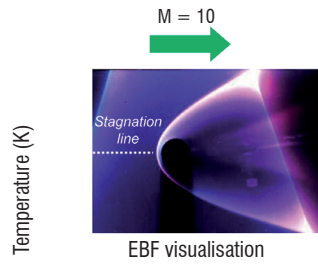 M = 10
Stagnation
line
Temperature (K)
EBF visualisation